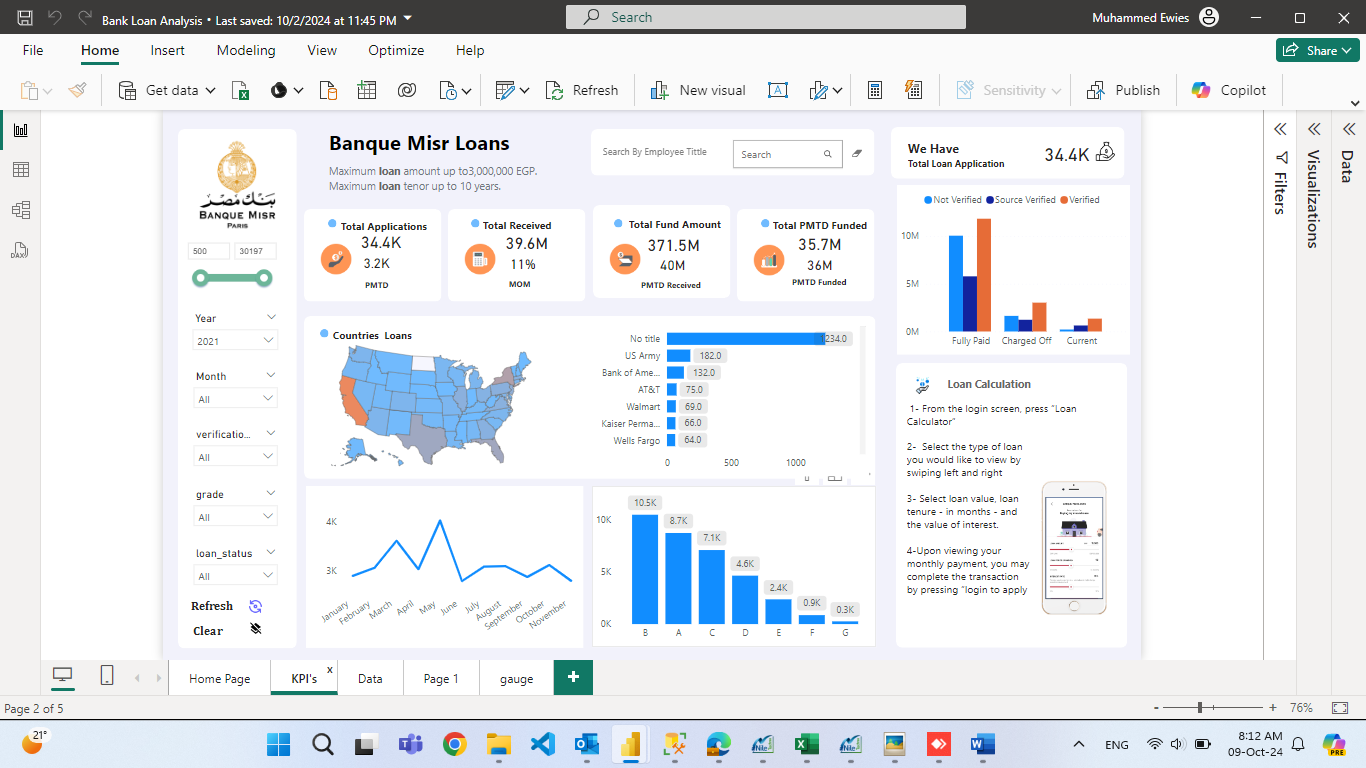 Bank Loan Analysis • Last saved: 10/2/2024 at 11:45 PM
Search
Muhammed Ewies
File
Home
Insert
Modeling
View
Optimize
Help
Share
Get data
Refresh
New visual
Sensitivity
Publish
Copilot
بنك مصر
BANQUE MISR
PARIS
500
30197
Year
2021
Month
All
verificatio...
All
grade
All
loan_status
All
Refresh
Clear
Banque Misr Loans
Maximum loan amount up to3,000,000 EGP.
Maximum loan tenor up to 10 years.
Search By Employee Tittle
Search
We Have
Total Loan Application
34.4K
Total Applications
34.4K
3.2K
PMTD
Total Received
39.6M
11%
MOM
Total Fund Amount
371.5M
40M
PMTD Received
Total PMTD Funded
35.7M
36M
PMTD Funded
Not Verified
Source Verified
Verified
10M
5M
0M
Fully Paid
Charged Off
Current
Countries Loans
No title
1234.0
US Army
182.0
Bank of Ame...
132.0
AT&T
75.0
Walmart
69.0
Kaiser Perma...
66.0
Wells Fargo
64.0
0
500
1000
4K
3K
January
February
March
April
May
June
July
August
September
October
November
10K
5K
0K
10.5K
8.7K
7.1K
4.6K
2.4K
0.9K
0.3K
B
A
C
D
E
F
G
Loan Calculation
1- From the login screen, press "Loan
Calculator"
2- Select the type of loan
you would like to view by
swiping left and right
3- Select loan value, loan
tenure - in months - and
the value of interest.
4-Upon viewing your
monthly payment, you may
complete the transaction
by pressing "login to apply
Filters
Visualizations
Data
DAX
Home Page
KPI's
x
Data
Page 1
gauge
+
Page 2 of 5
-
+
76%
21°
ENG
8:12 AM
09-Oct-24
PRE